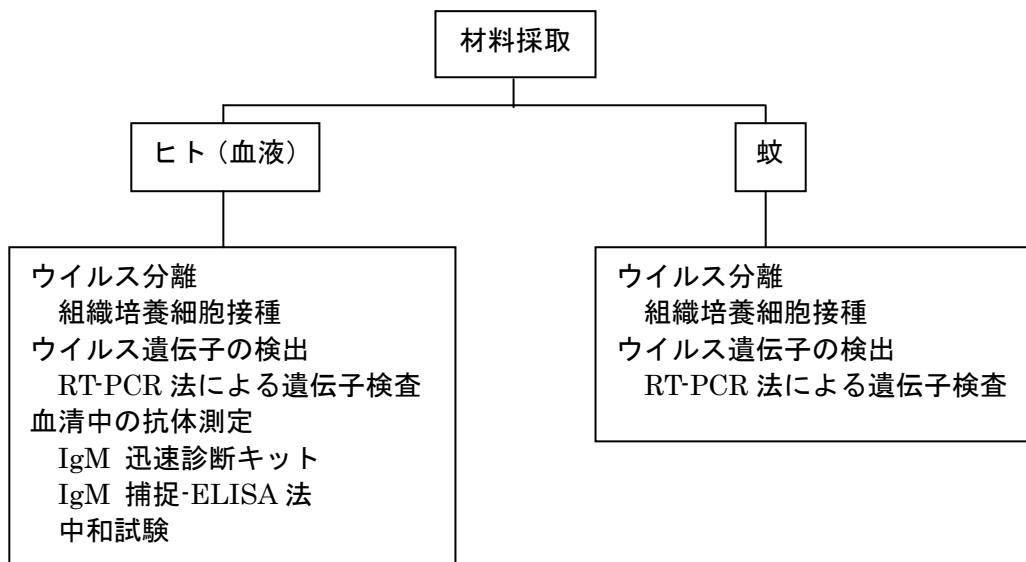 材料採取
ヒト（血液）
蚊
ウイルス分離
組織培養細胞接種
ウイルス遺伝子の検出
RT-PCR 法による遺伝子検査
血清中の抗体測定
IgM 迅速診断キット
IgM 捕捉-ELISA 法
中和試験
ウイルス分離
組織培養細胞接種
ウイルス遺伝子の検出
RT-PCR 法による遺伝子検査